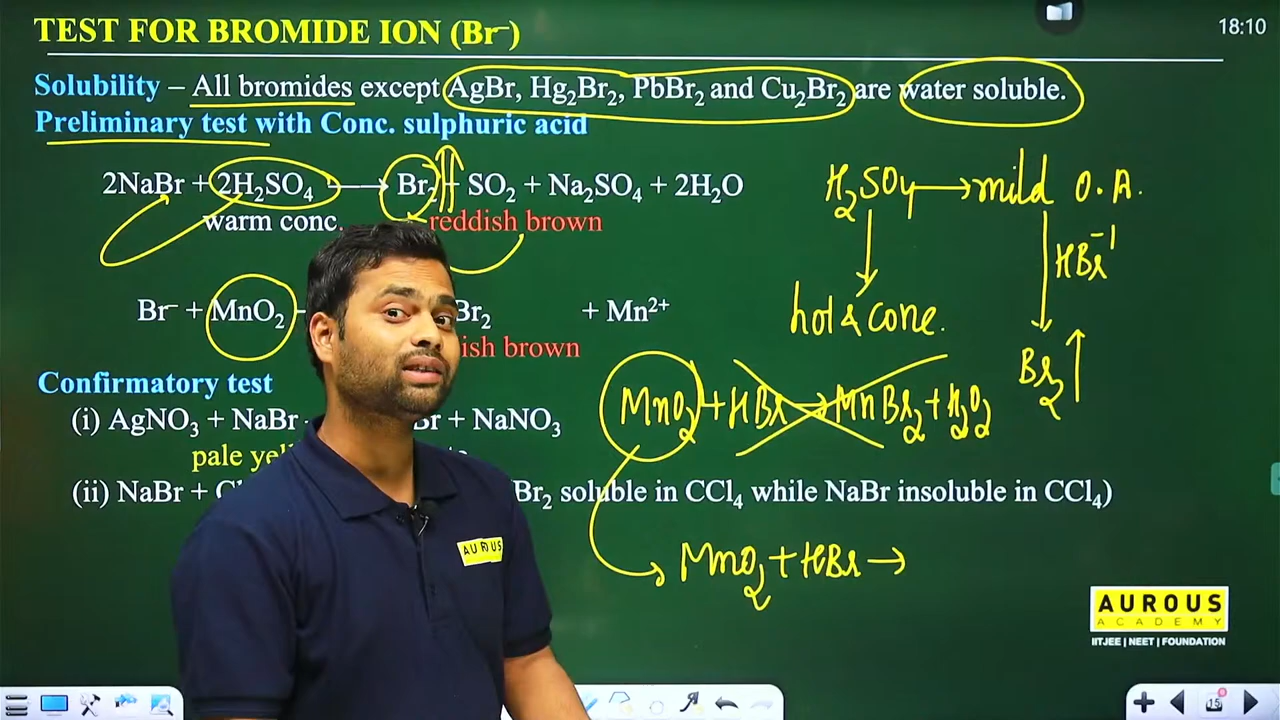 TEST FOR BROMIDE ION (Br⁻)
18:10
Solubility – All bromides except AgBr, Hg₂Br₂, PbBr₂ and Cu₂Br₂ are water soluble.
Preliminary test with Conc. sulphuric acid
2NaBr + 2H₂SO₄ → Br₂ + SO₂ + Na₂SO₄ + 2H₂O
warm conc. reddish brown
H₂SO₄ → mild O.A.
HBr⁻¹
hot & conc.
Br₂ ↑
Br⁻ + MnO₂ Br₂ + Mn²⁺
brown
MnO₂ + HBr → MnBr₂ + H₂O₂
Confirmatory test
(i) AgNO₃ + NaBr + NaNO₃
pale
(ii) NaBr + (Br₂ soluble in CCl₄ while NaBr insoluble in CCl₄)
MnO₂ + HBr →
AUROUS
AUROUS
ACADEMY
IITJEE | NEET | FOUNDATION
15